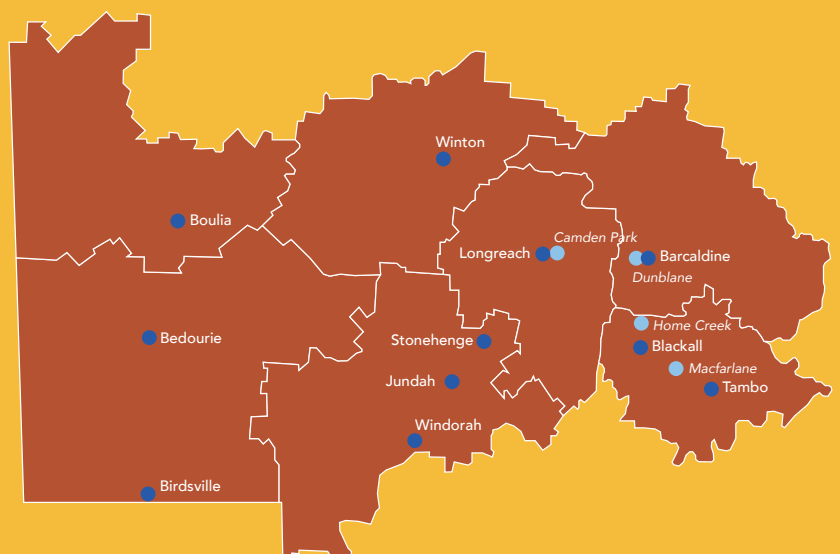 Winton
Boulia
Camden Park
Longreach
Barcaldine
Dunblane
Home Creek
Bedourie
Stonehenge
Blackall
Macfarlane
Jundah
Tambo
Windorah
Birdsville